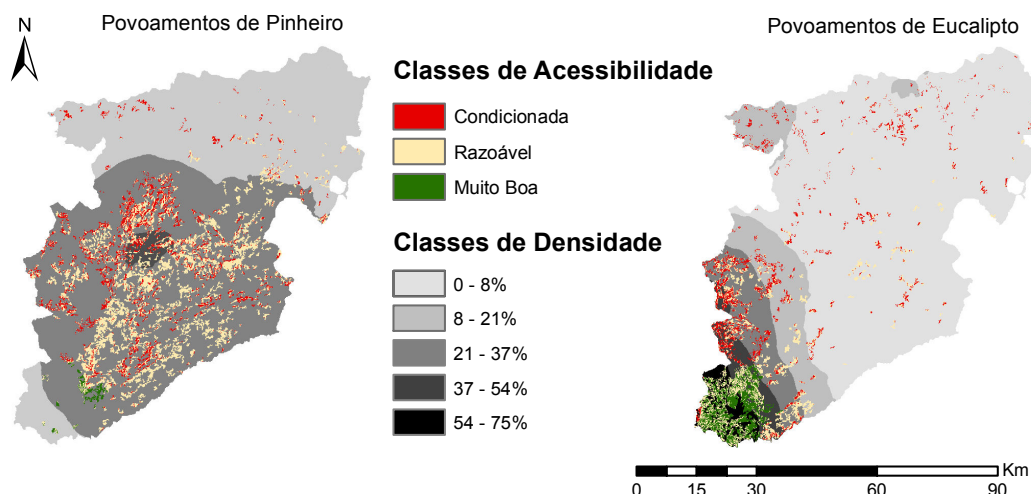 Povoamentos de Pinheiro
Povoamentos de Eucalipto
N
Classes de Acessibilidade
Condicionada
Razoável
Muito Boa
Classes de Densidade
0 - 8%
8 - 21%
21 - 37%
37 - 54%
54 - 75%
Km
0 15 30 60 90